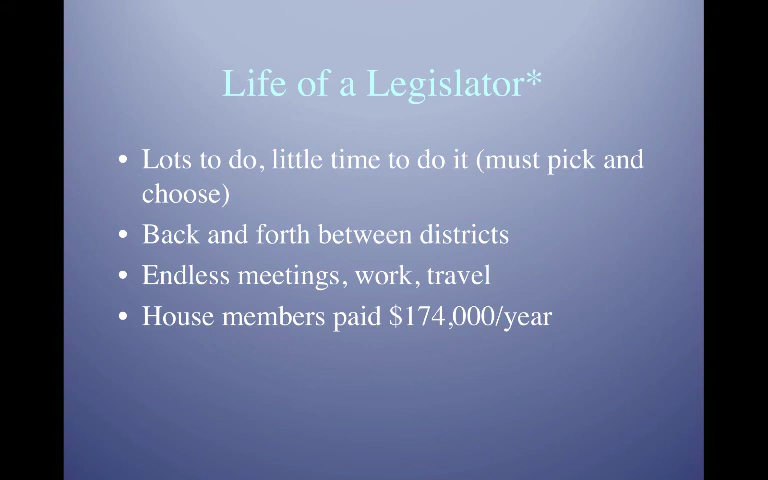 Life of a Legislator*
• Lots to do, little time to do it (must pick and
choose)
• Back and forth between districts
• Endless meetings, work, travel
• House members paid $174,000/year